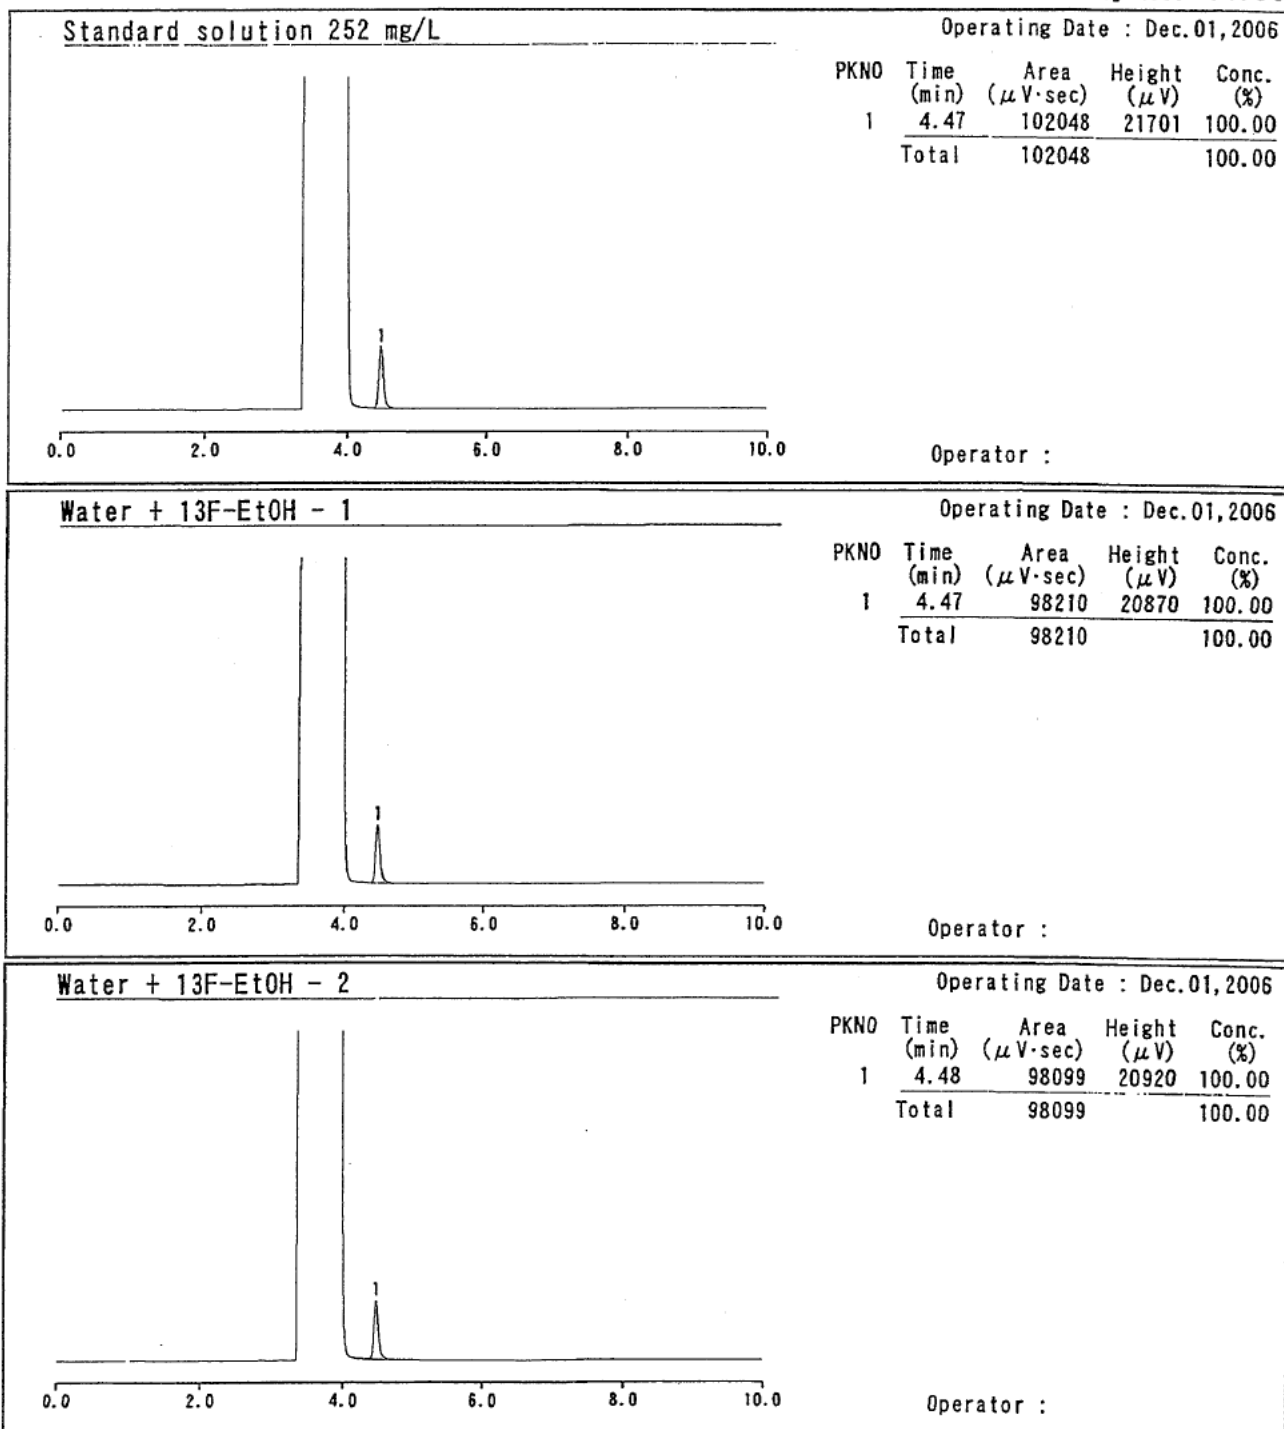 Standard solution 252 mg/L
Operating Date : Dec.01,2006
PKNO Time Area Height Conc.
(min) (μV·sec) (μV) (%)
1 4.47 102048 21701 100.00
Total 102048 100.00
1
0.0 2.0 4.0 6.0 8.0 10.0
Operator :
Water + 13F-EtOH - 1
Operating Date : Dec.01,2006
PKNO Time Area Height Conc.
(min) (μV·sec) (μV) (%)
1 4.47 98210 20870 100.00
Total 98210 100.00
1
0.0 2.0 4.0 6.0 8.0 10.0
Operator :
Water + 13F-EtOH - 2
Operating Date : Dec.01,2006
PKNO Time Area Height Conc.
(min) (μV·sec) (μV) (%)
1 4.48 98099 20920 100.00
Total 98099 100.00
1
0.0 2.0 4.0 6.0 8.0 10.0
Operator :